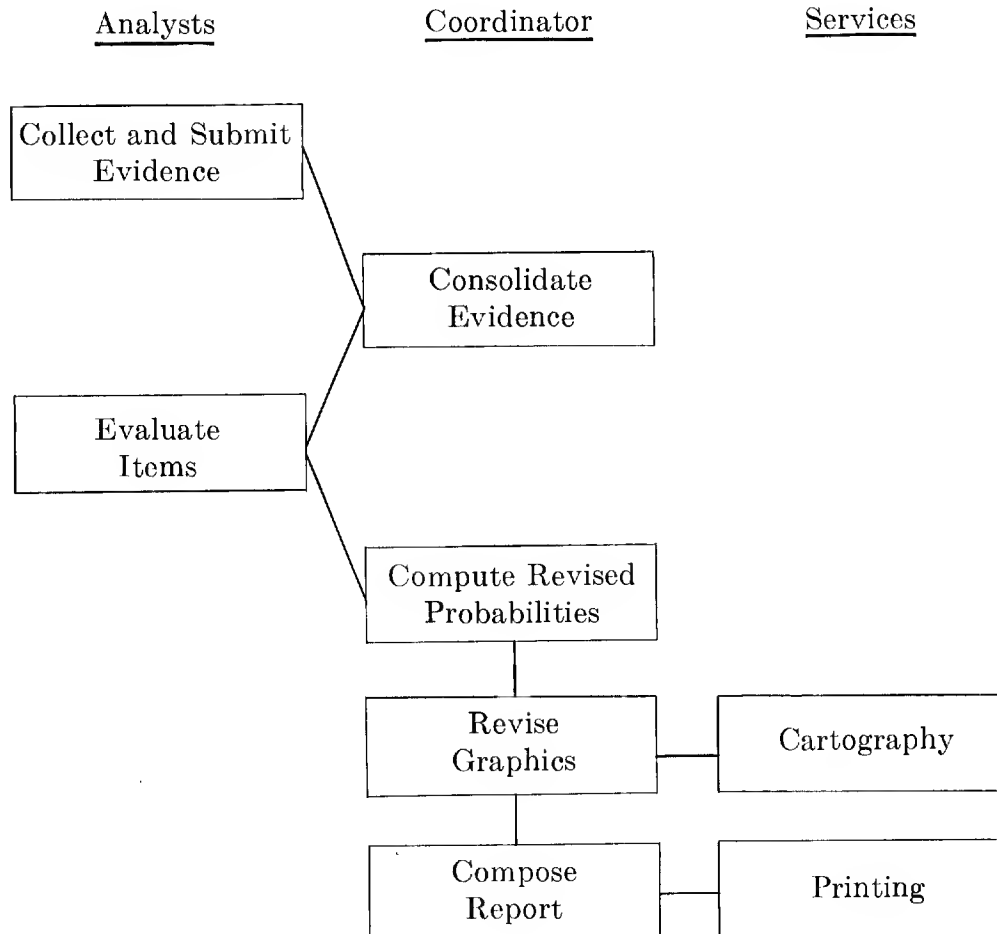 Analysts
Coordinator
Services
Collect and Submit
Evidence
Consolidate
Evidence
Evaluate
Items
Compute Revised
Probabilities
Revise
Graphics
Cartography
Compose
Report
Printing